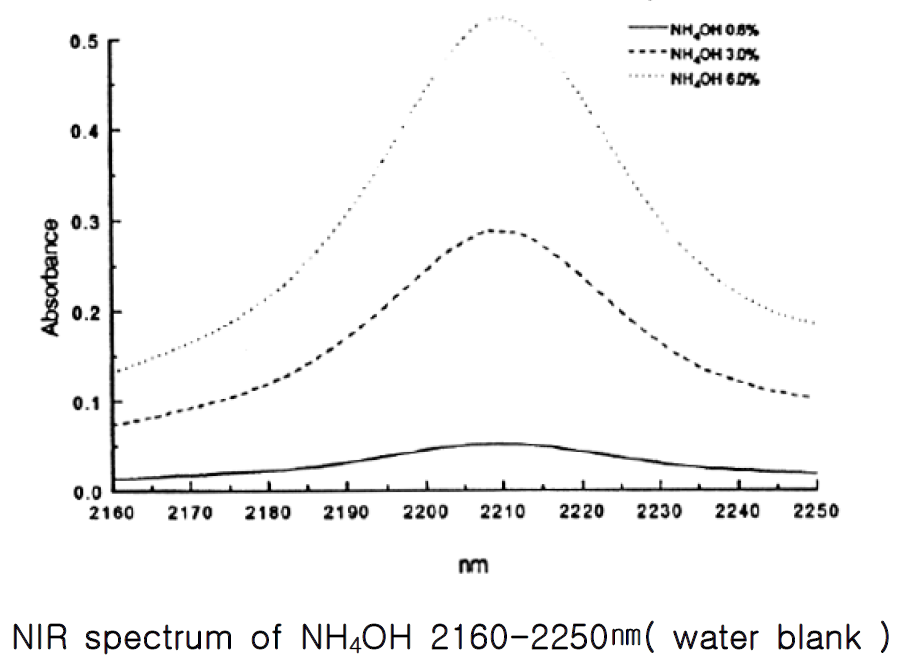 NH₄OH 0.6%
NH₄OH 3.0%
NH₄OH 6.0%
Absorbance
0.5
0.4
0.3
0.2
0.1
0.0
2160 2170 2180 2190 2200 2210 2220 2230 2240 2250
nm
NIR spectrum of NH₄OH 2160-2250nm( water blank )